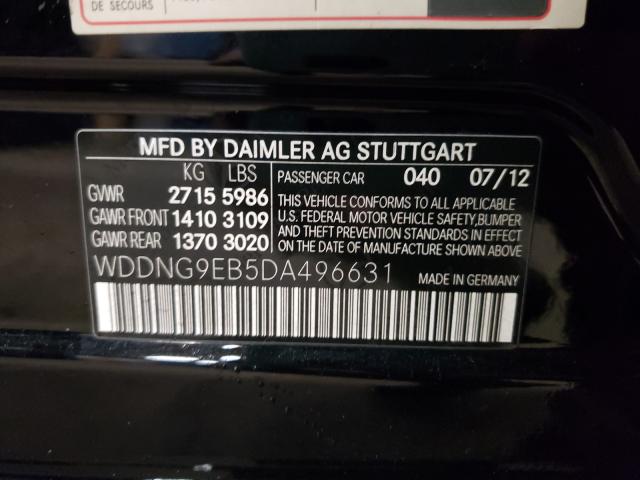 DE SECOURS
MFD BY DAIMLER AG STUTTGART
KG LBS
GVWR 2715 5986
GAWR FRONT 1410 3109
GAWR REAR 1370 3020
PASSENGER CAR 040 07/12
THIS VEHICLE CONFORMS TO ALL APPLICABLE
U.S. FEDERAL MOTOR VEHICLE SAFETY,BUMPER
AND THEFT PREVENTION STANDARDS IN EFFECT
ON THE DATE OF MANUFACTURE SHOWN ABOVE.
WDDNG9EB5DA496631 MADE IN GERMANY